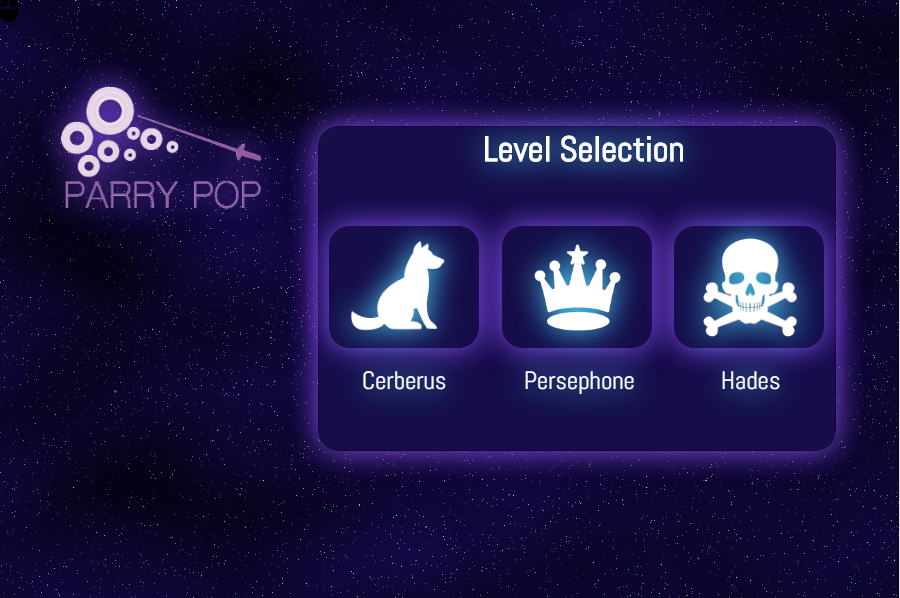 PARRY POP
Level Selection
Cerberus
Persephone
Hades